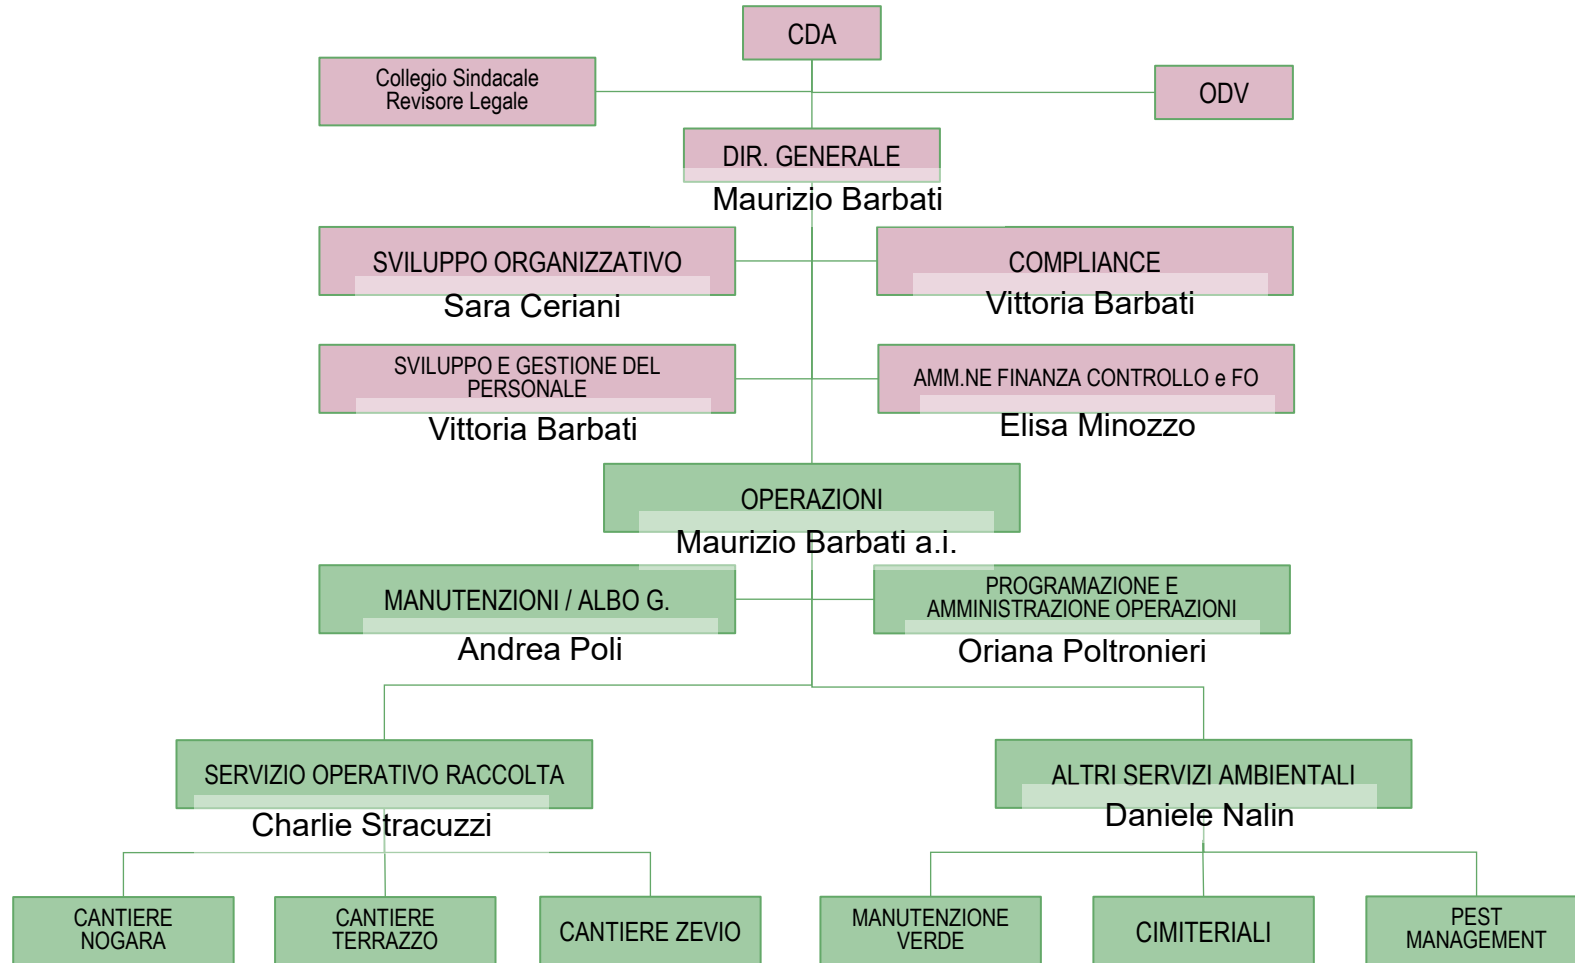 CDA
Collegio Sindacale
Revisore Legale
ODV
DIR. GENERALE
Maurizio Barbati
SVILUPPO ORGANIZZATIVO
Sara Ceriani
COMPLIANCE
Vittoria Barbati
SVILUPPO E GESTIONE DEL
PERSONALE
Vittoria Barbati
AMM.NE FINANZA CONTROLLO e FO
Elisa Minozzo
OPERAZIONI
Maurizio Barbati a.i.
MANUTENZIONI / ALBO G.
Andrea Poli
PROGRAMAZIONE E
AMMINISTRAZIONE OPERAZIONI
Oriana Poltronieri
SERVIZIO OPERATIVO RACCOLTA
Charlie Stracuzzi
ALTRI SERVIZI AMBIENTALI
Daniele Nalin
CANTIERE
NOGARA
CANTIERE
TERRAZZO
CANTIERE ZEVIO
MANUTENZIONE
VERDE
CIMITERIALI
PEST
MANAGEMENT